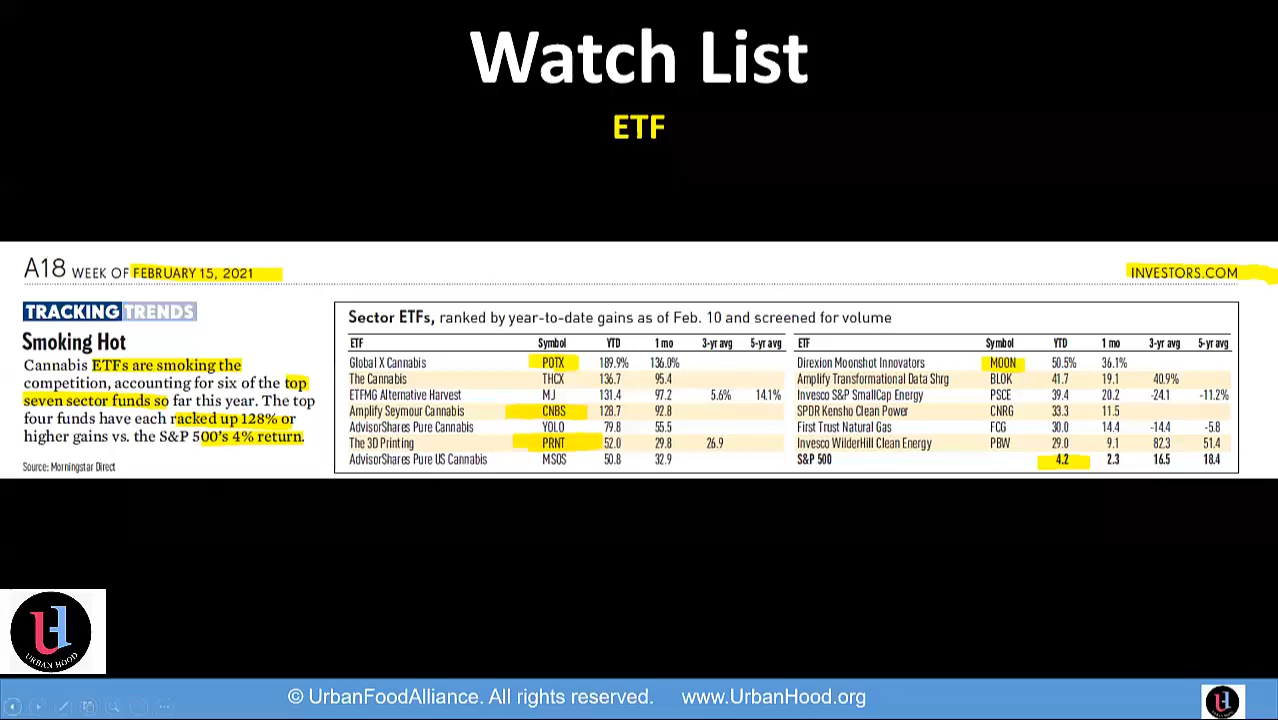 Watch List
ETF
A18 WEEK OF FEBRUARY 15, 2021
INVESTORS.COM
TRACKING TRENDS
Smoking Hot
Cannabis ETFs are smoking the
competition, accounting for six of the top
seven sector funds so far this year. The top
four funds have each racked up 128% or
higher gains vs. the S&P 500's 4% return.
Source: Morningstar Direct
Sector ETFs, ranked by year-to-date gains as of Feb. 10 and screened for volume
ETF Symbol YTD 1 mo 3-yr avg 5-yr avg
Global X Cannabis POTX 189.9% 136.0%
The Cannabis THCX 136.7 95.4
ETFMG Alternative Harvest MJ 131.4 97.2 5.6% 14.1%
Amplify Seymour Cannabis CNBS 128.7 92.8
AdvisorShares Pure Cannabis YOLO 79.8 55.5
The 3D Printing PRNT 52.0 29.8 26.9
AdvisorShares Pure US Cannabis MSOS 50.8 32.9
ETF Symbol YTD 1 mo 3-yr avg 5-yr avg
Direxion Moonshot Innovators MOON 50.5% 36.1%
Amplify Transformational Data Shrg BLOK 41.7 19.1 40.9%
Invesco S&P SmallCap Energy PSCE 39.4 20.2 -24.1 -11.2%
SPDR Kensho Clean Power CNRG 33.3 11.5
First Trust Natural Gas FCG 30.0 14.4 -14.4 -5.8
Invesco WilderHill Clean Energy PBW 29.0 9.1 82.3 51.4
S&P 500 4.2 2.3 16.5 18.4
UH
URBAN HOOD
© UrbanFoodAlliance. All rights reserved. www.UrbanHood.org